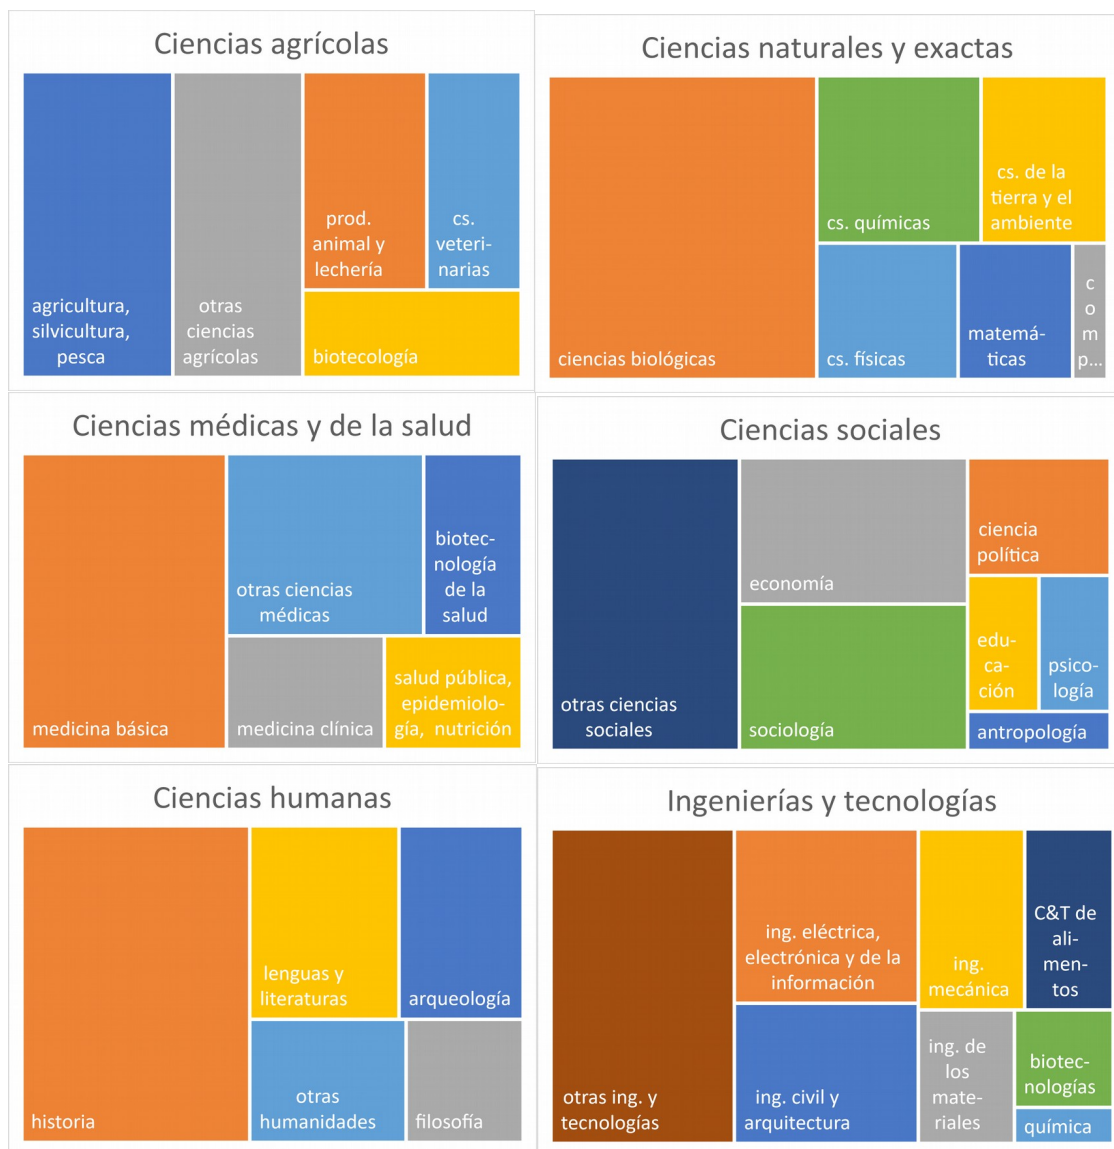 Ciencias agrícolas
agricultura,
silvicultura,
pesca
otras
ciencias
agrícolas
prod.
animal y
lechería
cs.
veteri-
narias
biotecología
Ciencias naturales y exactas
ciencias biológicas
cs. químicas
cs. de la
tierra y el
ambiente
cs. físicas
matemá-
ticas
c
o
m
p...
Ciencias médicas y de la salud
medicina básica
otras ciencias
médicas
biotec-
nología
de la
salud
medicina clínica
salud pública,
epidemiolo-
gía, nutrición
Ciencias sociales
otras ciencias
sociales
economía
sociología
ciencia
política
edu-
ca-
ción
psico-
logía
antropología
Ciencias humanas
historia
lenguas y
literaturas
arqueología
otras
humanidades
filosofía
Ingenierías y tecnologías
otras ing. y
tecnologías
ing. eléctrica,
electrónica y de la
información
ing. civil y
arquitectura
ing.
mecánica
C&T de
ali-
men-
tos
ing. de
los
mate-
riales
biotec-
nologías
química